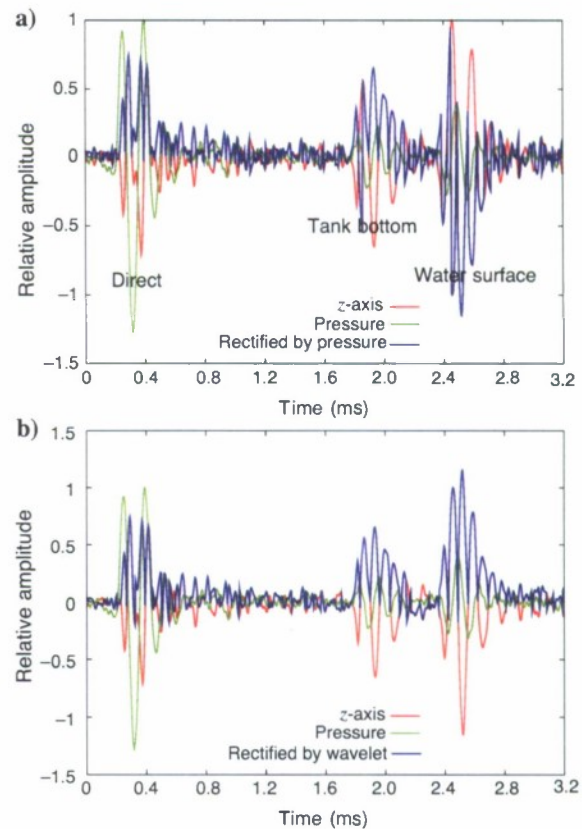 a)
1
0.5
0
−0.5
−1
−1.5
Relative amplitude
Direct
Tank bottom
Water surface
z-axis
Pressure
Rectified by pressure
0 0.4 0.8 1.2 1.6 2.0 2.4 2.8 3.2
Time (ms)
b)
1.5
1
0.5
0
−0.5
−1
−1.5
Relative amplitude
z-axis
Pressure
Rectified by wavelet
0 0.4 0.8 1.2 1.6 2.0 2.4 2.8 3.2
Time (ms)